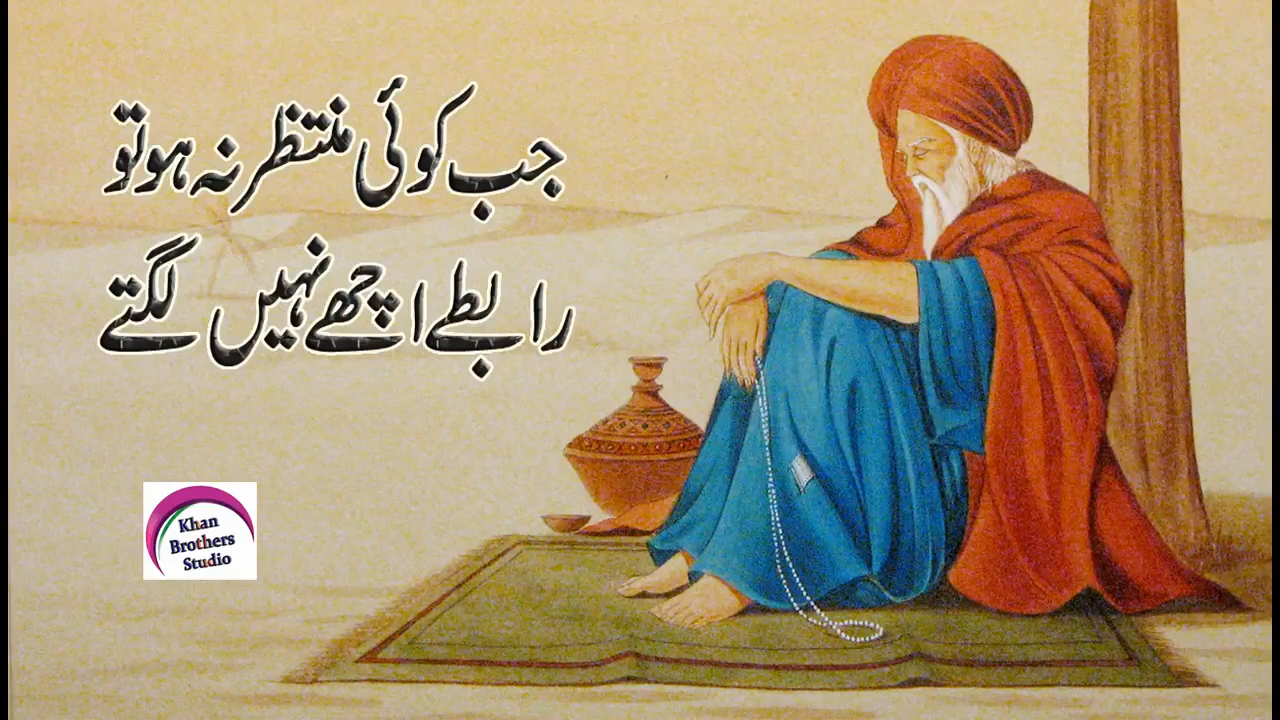 جب کوئی منتظر نہ ہو تو
رابطے اچھے نہیں لگتے
Khan
Brothers
Studio